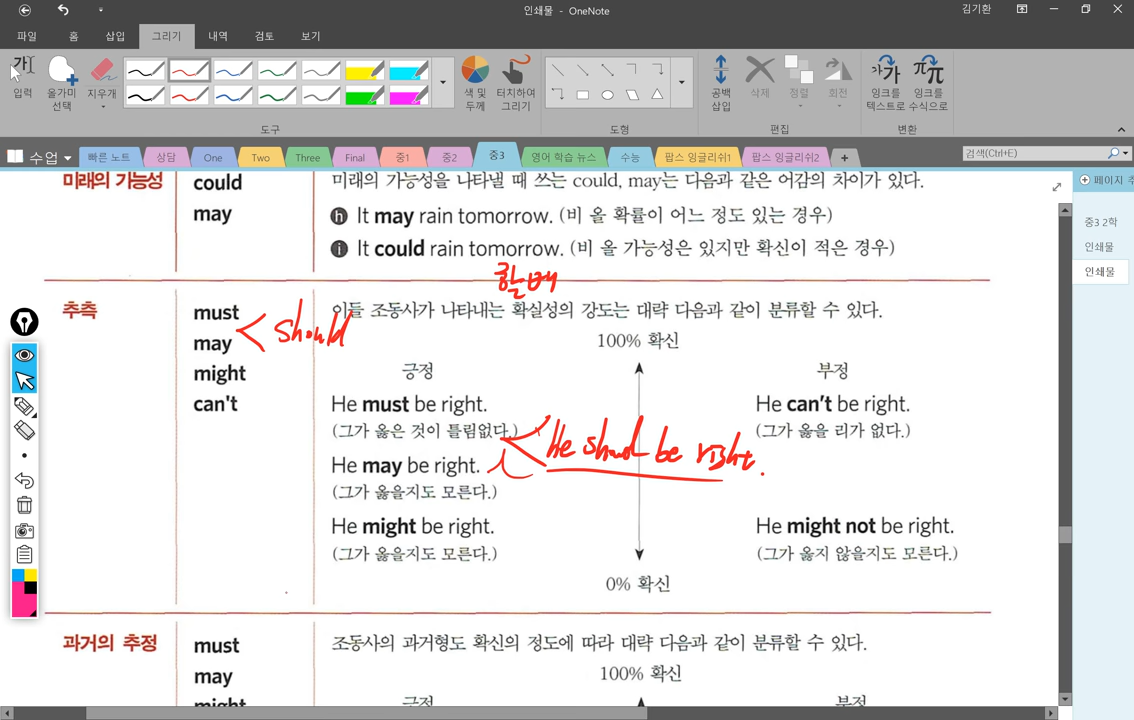 인쇄물 - OneNote
김기환
파일 홈 삽입 그리기 내역 검토 보기
가
입력
올가미
선택
지우개
색 및
두께
터치하여
그리기
공백
삽입
삭제
정렬
회전
잉크를
텍스트로
잉크를
수식으로
도구
도형
편집
변환
수업
빠른 노트 상담 One Two Three Final 중1 중2 중3 영어 학습 뉴스 수능 팝스 잉글리쉬1 팝스 잉글리쉬2
검색(Ctrl+E)
페이지 추
중3 2학
인쇄물
인쇄물
미래의 가능성
could
may
미래의 가능성을 나타낼 때 쓰는 could, may는 다음과 같은 어감의 차이가 있다.
ⓗ It may rain tomorrow. (비 올 확률이 어느 정도 있는 경우)
ⓘ It could rain tomorrow. (비 올 가능성은 있지만 확신이 적은 경우)
추측
must
may
might
can't
should
이들 조동사가 나타내는 확실성의 강도는 대략 다음과 같이 분류할 수 있다.
100% 확신
긍정
부정
He must be right.
(그가 옳은 것이 틀림없다.)
He can't be right.
(그가 옳을 리가 없다.)
He should be right.
He may be right.
(그가 옳을지도 모른다.)
He might be right.
(그가 옳을지도 모른다.)
He might not be right.
(그가 옳지 않을지도 모른다.)
0% 확신
과거의 추정
must
may
조동사의 과거형도 확신의 정도에 따라 대략 다음과 같이 분류할 수 있다.
100% 확신